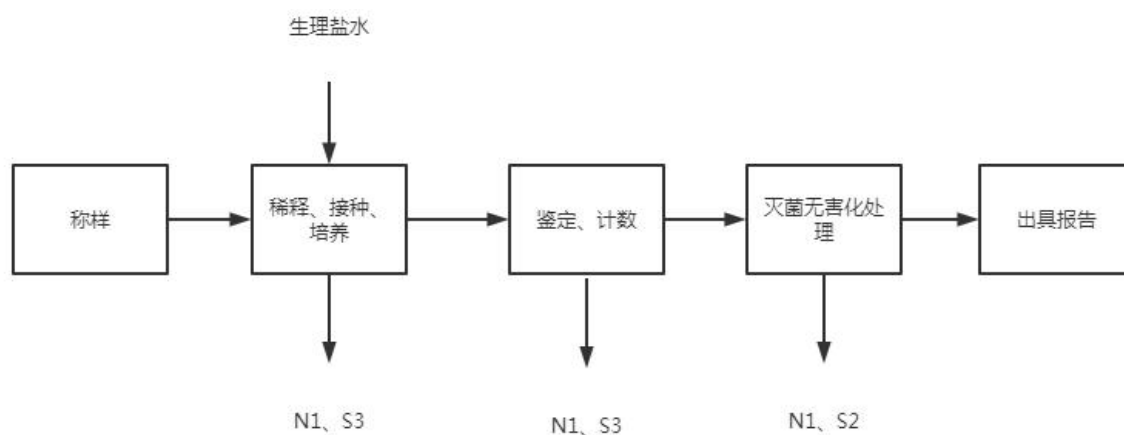 生理盐水
称样
稀释、接种、
培养
鉴定、计数
灭菌无害化处
理
出具报告
N1、S3
N1、S3
N1、S2